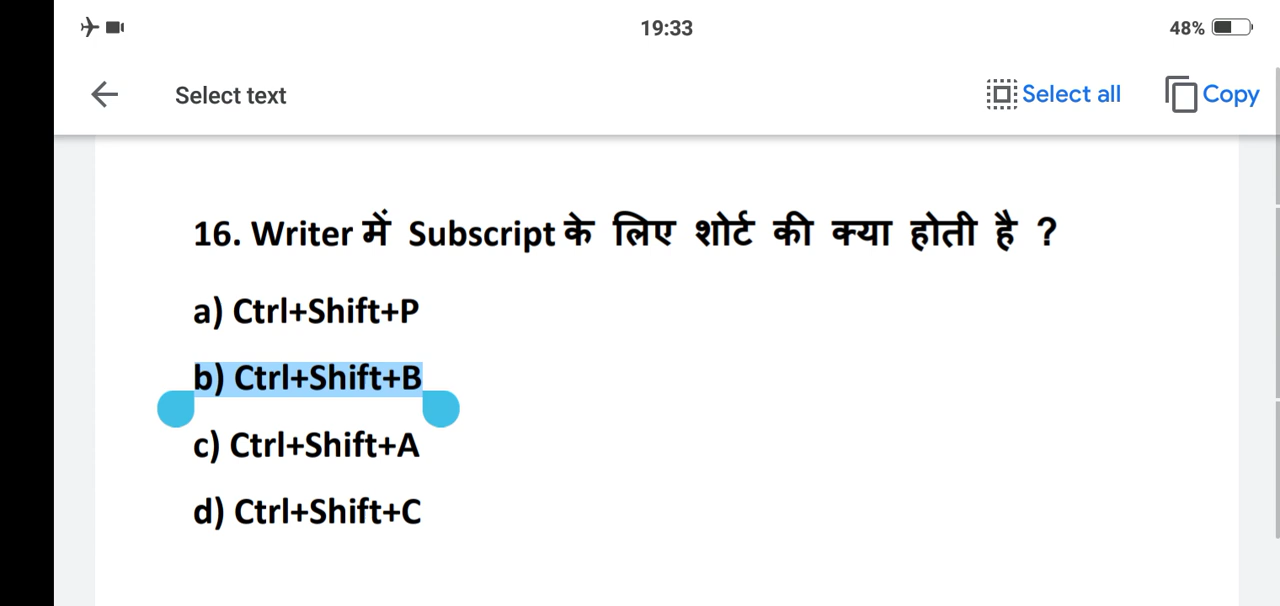 19:33
48%
Select text
Select all
Copy
16. Writer में Subscript के लिए शोर्ट की क्या होती है ?
a) Ctrl+Shift+P
b) Ctrl+Shift+B
c) Ctrl+Shift+A
d) Ctrl+Shift+C